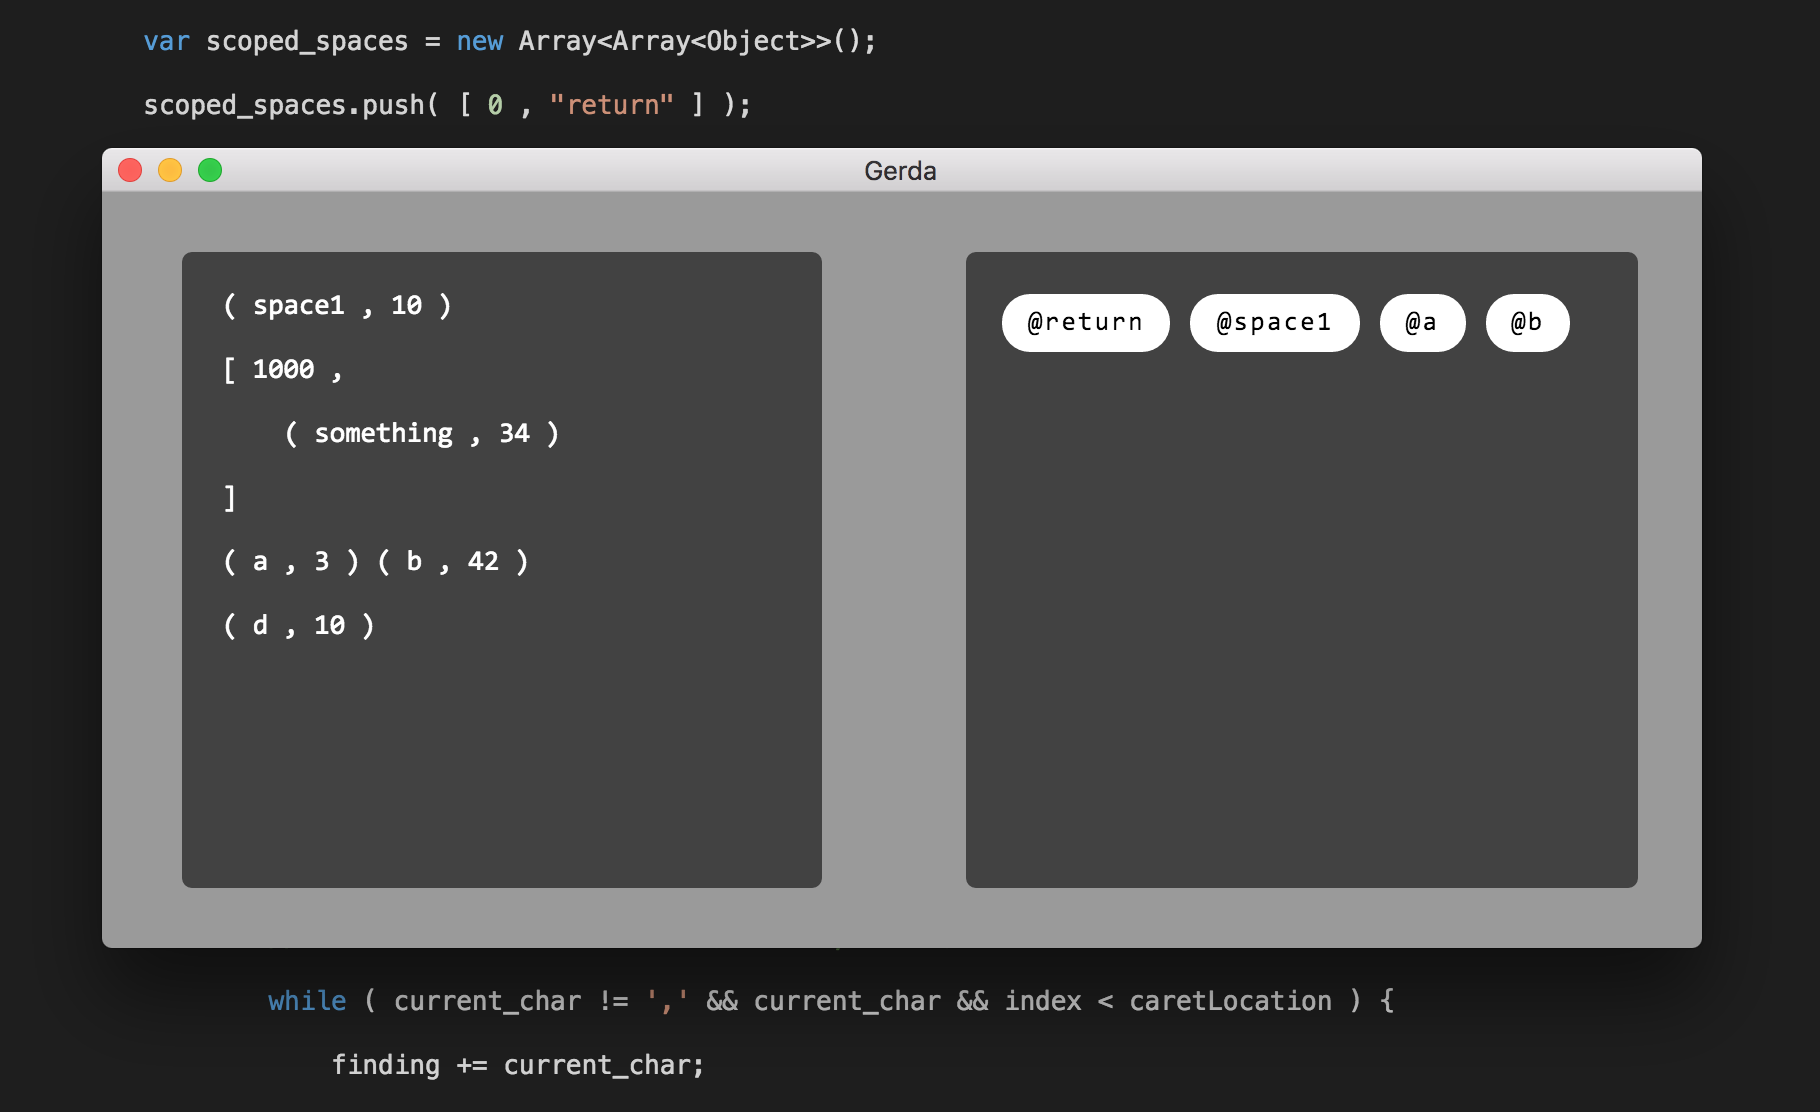 var scoped_spaces = new Array<Array<Object>>();
scoped_spaces.push( [ 0 , "return" ] );
Gerda
( space1 , 10 )
[ 1000 ,
( something , 34 )
]
( a , 3 ) ( b , 42 )
( d , 10 )
@return @space1 @a @b
while ( current_char != ',' && current_char && index < caretLocation ) {
finding += current_char;